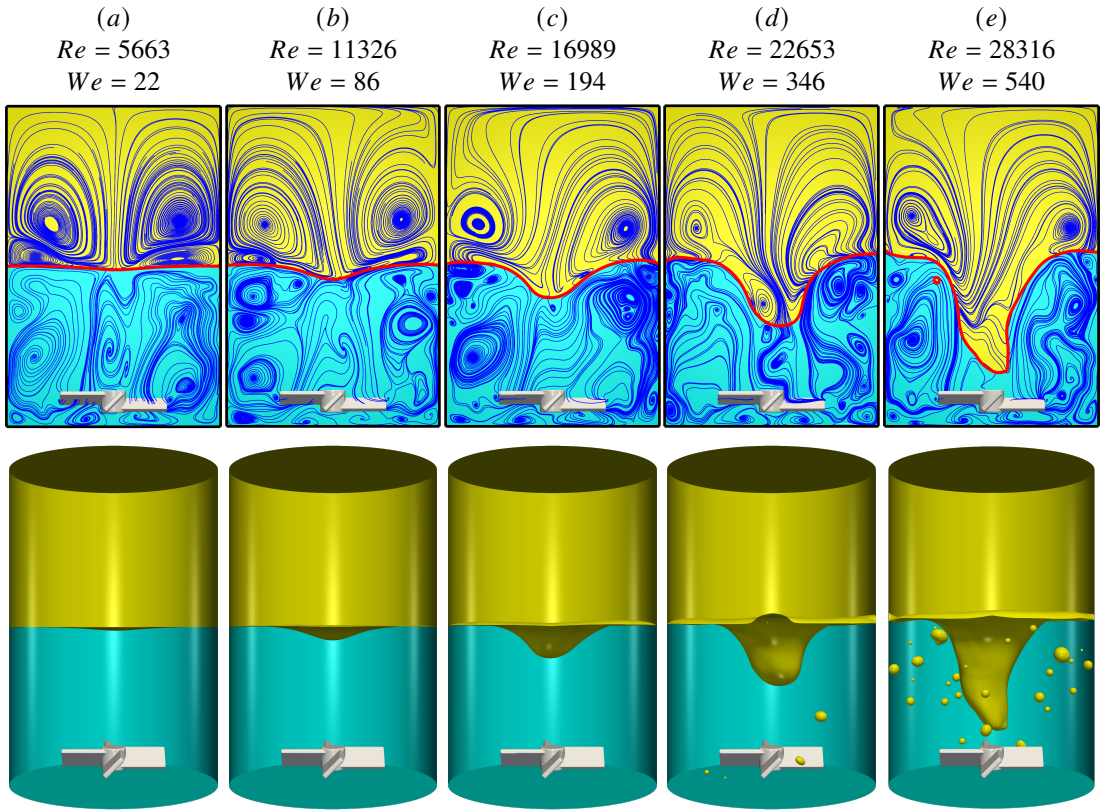 (a) (b) (c) (d) (e)
Re = 5663 Re = 11326 Re = 16989 Re = 22653 Re = 28316
We = 22 We = 86 We = 194 We = 346 We = 540